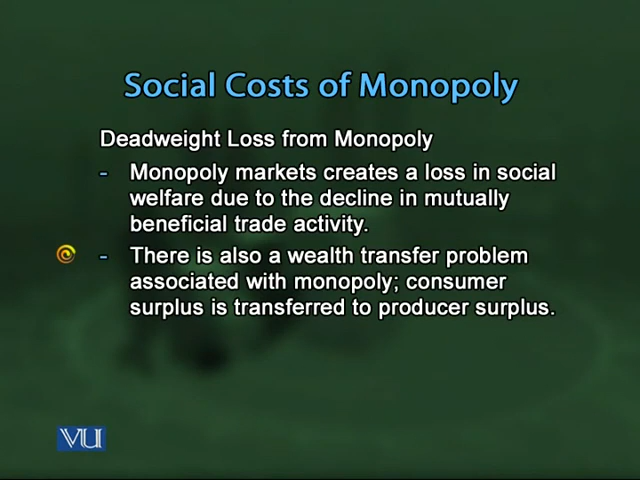 Social Costs of Monopoly
Deadweight Loss from Monopoly
- Monopoly markets creates a loss in social
welfare due to the decline in mutually
beneficial trade activity.
- There is also a wealth transfer problem
associated with monopoly; consumer
surplus is transferred to producer surplus.
VU